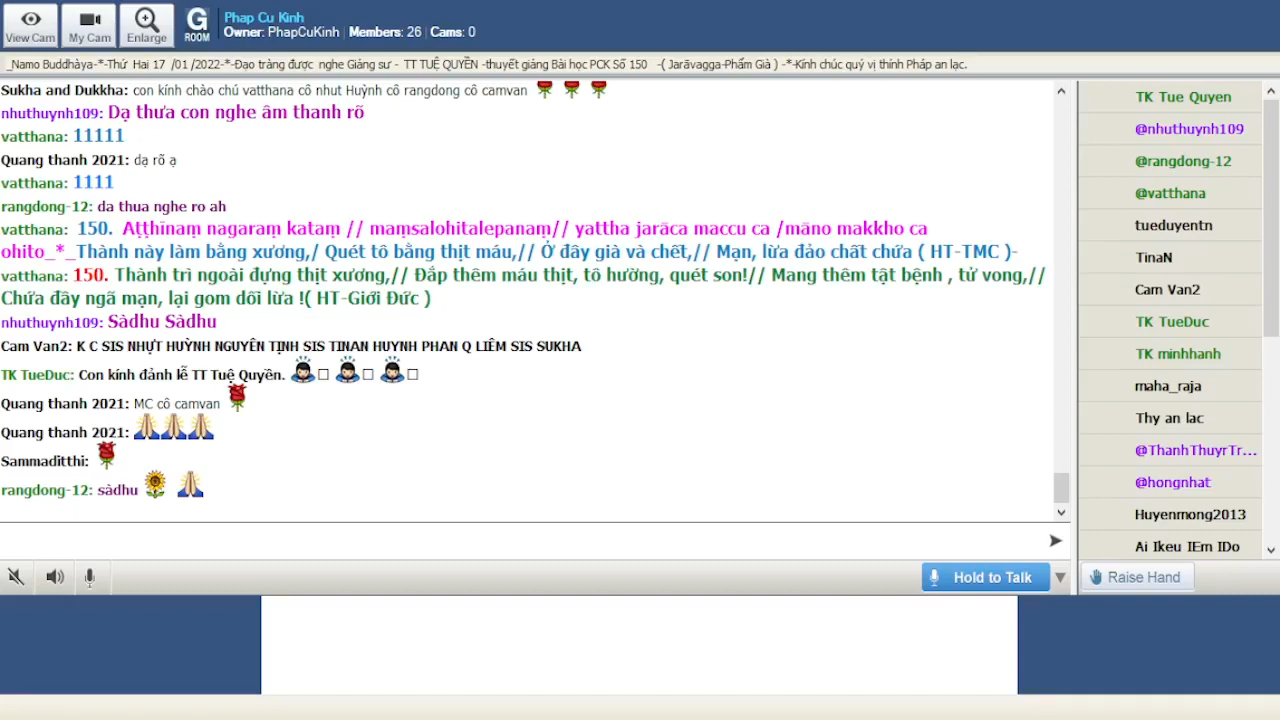 View Cam
My Cam
Enlarge
G
ROOM
Phap Cu Kinh
Owner: PhapCuKinh | Members: 26 | Cams: 0
_Namo Buddhàya-*-Thứ Hai 17 /01 /2022-*-Đạo tràng được nghe Giảng sư - TT TUỆ QUYỀN -thuyết giảng Bài học PCK Số 150 -( Jarāvagga-Phẩm Già ) -*-Kính chúc quý vị thính Pháp an lạc.
Sukha and Dukkha: con kính chào chú vatthana cô nhut Huỳnh cô rangdong cô camvan
nhuthuynh109: Dạ thưa con nghe âm thanh rõ
vatthana: 11111
Quang thanh 2021: dạ rõ ạ
vatthana: 1111
rangdong-12: da thua nghe ro ah
vatthana: 150. Aṭṭhīnaṃ nagaraṃ kataṃ // maṃsalohitalepanaṃ// yattha jarāca maccu ca /māno makkho ca
ohito_*_Thành này làm bằng xương,/ Quét tô bằng thịt máu,// Ở đây già và chết,// Mạn, lừa đảo chất chứa ( HT-TMC )-
vatthana: 150. Thành trì ngoài đựng thịt xương,// Đắp thêm máu thịt, tô hường, quét son!// Mang thêm tật bệnh , tử vong,//
Chứa đầy ngã mạn, lại gom dối lừa !( HT-Giới Đức )
nhuthuynh109: Sàdhu Sàdhu
Cam Van2: K C SIS NHỰT HUỲNH NGUYÊN TỊNH SIS TINAN HUYNH PHAN Q LIÊM SIS SUKHA
TK TueDuc: Con kính đảnh lễ TT Tuệ Quyền.
Quang thanh 2021: MC cô camvan
Quang thanh 2021:
Sammaditthi:
rangdong-12: sàdhu
Hold to Talk
TK Tue Quyen
@nhuthuynh109
@rangdong-12
@vatthana
tueduyentn
TinaN
Cam Van2
TK TueDuc
TK minhhanh
maha_raja
Thy an lac
@ThanhThuyrTr...
@hongnhat
Huyenmong2013
Ai Ikeu IEm IDo
Raise Hand